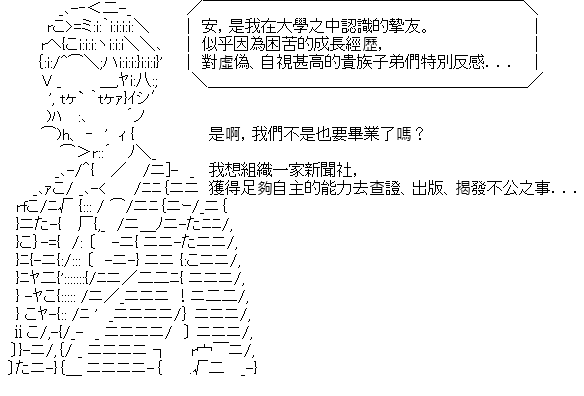 安，是我在大學之中認識的摯友。
似乎因為困苦的成長經歷，
對虛偽、自視甚高的貴族子弟們特別反感...
是啊，我們不是也要畢業了嗎？
我想組織一家新聞社，
獲得足夠自主的能力去查證、出版、揭發不公之事...